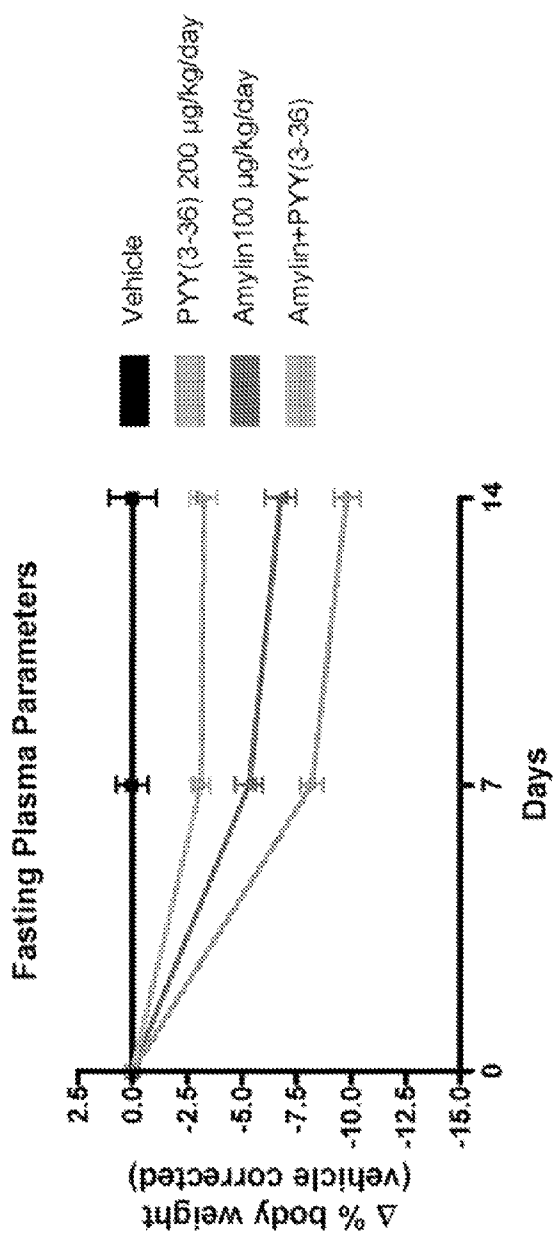 Fasting Plasma Parameters
Δ % body weight
(vehicle corrected)
2.5
0.0
-2.5
-5.0
-7.5
-10.0
-12.5
-15.0
0
7
14
Days
Vehicle
PYY(3-36) 200 µg/kg/day
Amylin100 µg/kg/day
Amylin+PYY(3-36)